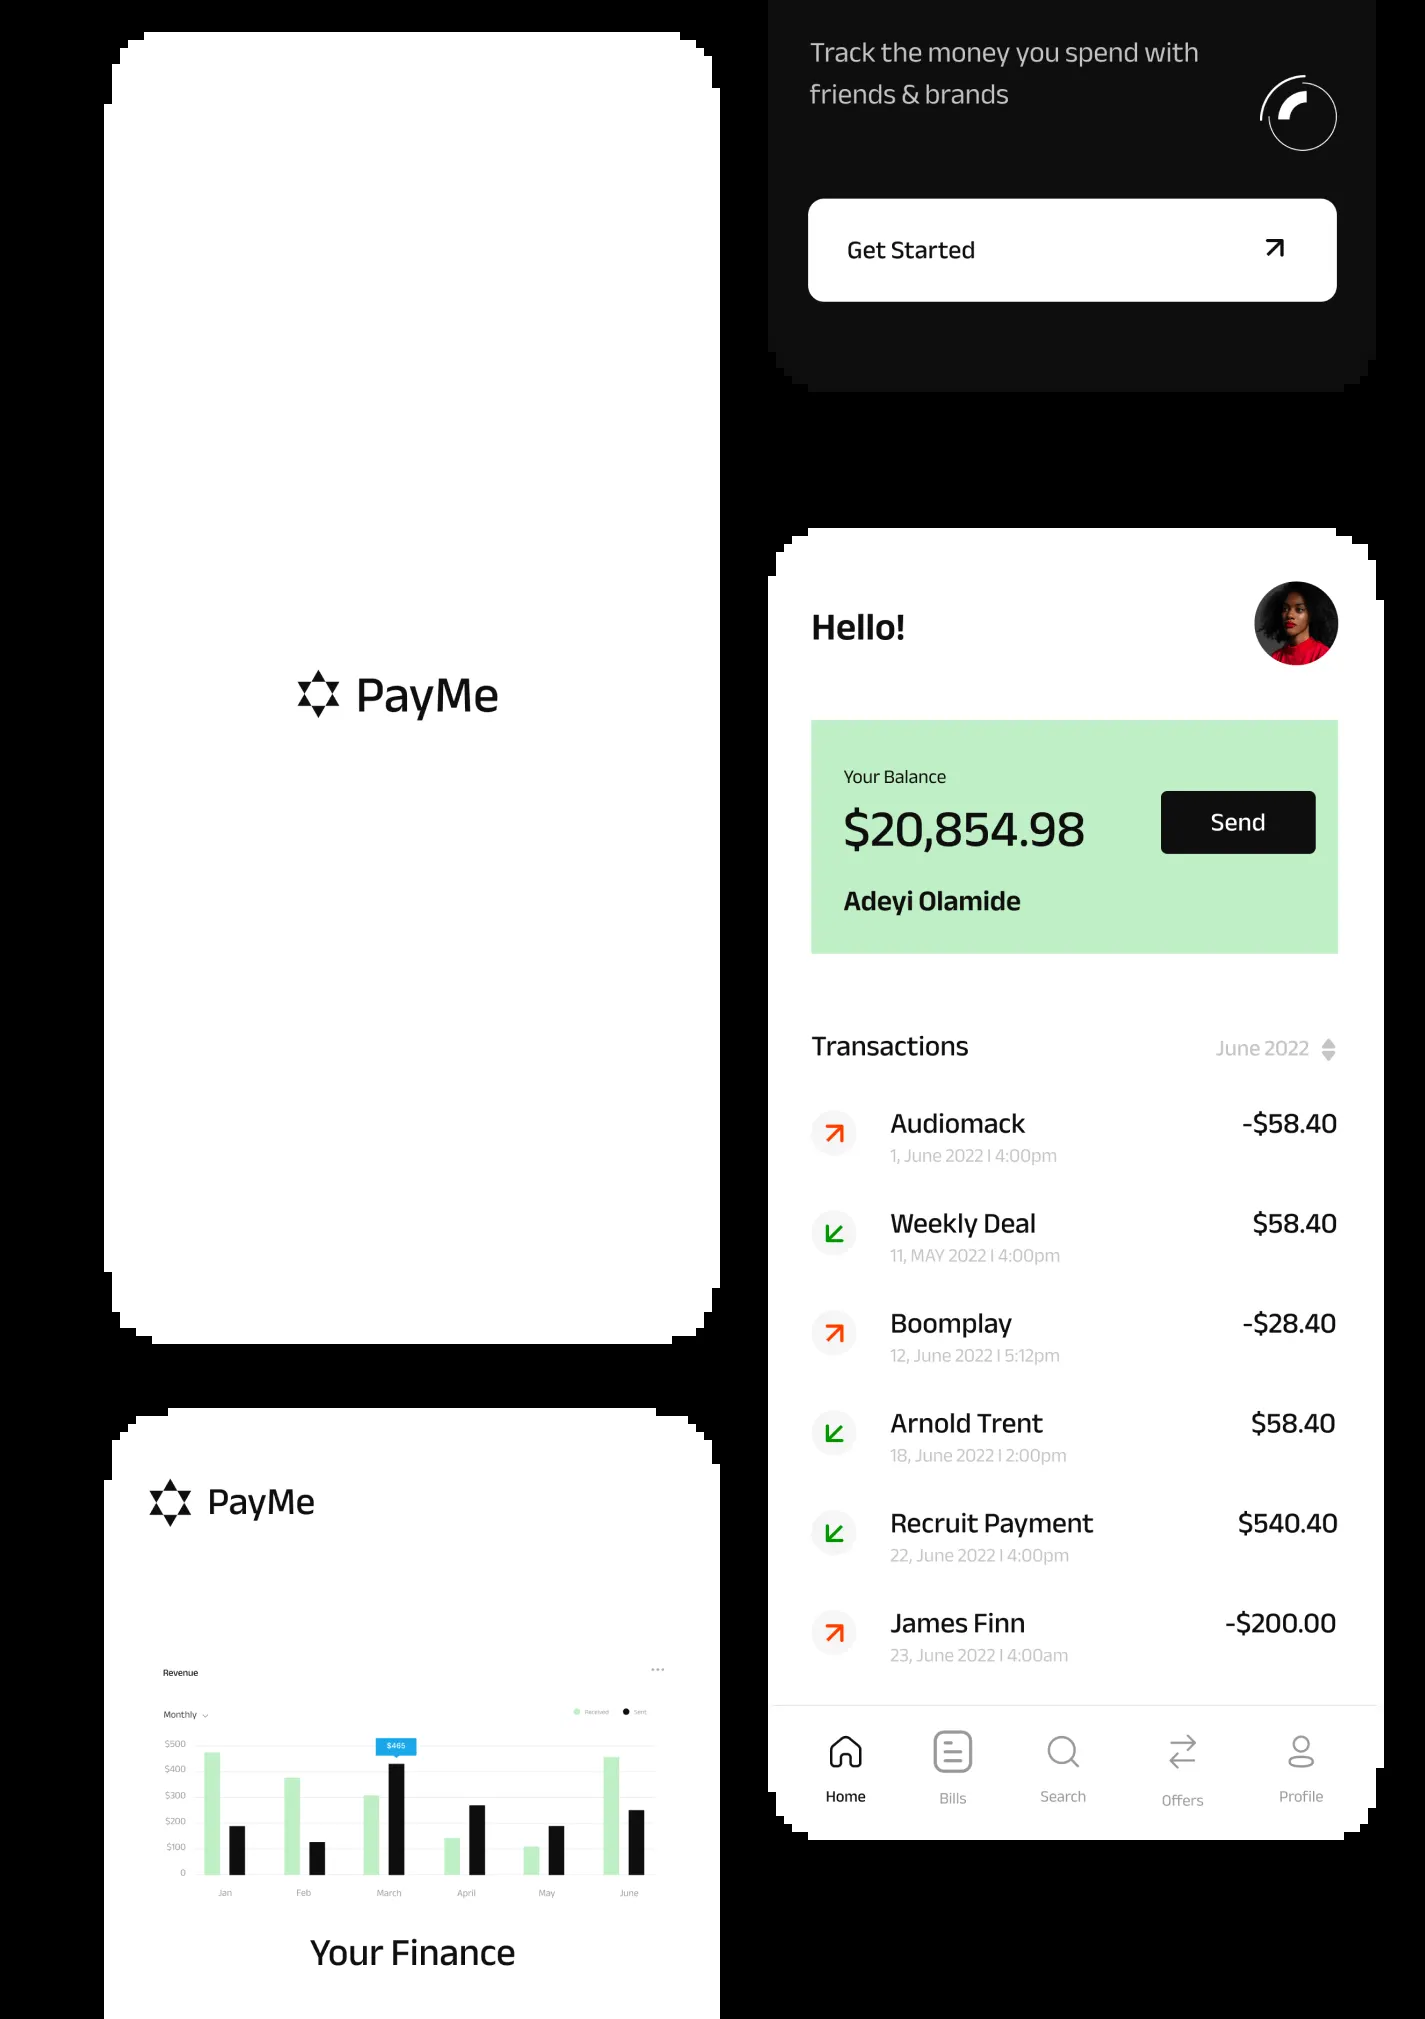 PayMe
PayMe
Revenue
Monthly
Received
Sent
$465
$500
$400
$300
$200
$100
0
Jan
Feb
March
April
May
June
Your Finance
Track the money you spend with
friends & brands
Get Started
Hello!
Your Balance
$20,854.98
Send
Adeyi Olamide
Transactions
June 2022
Audiomack
-$58.40
1, June 2022 I 4:00pm
Weekly Deal
$58.40
11, MAY 2022 I 4:00pm
Boomplay
-$28.40
12, June 2022 I 5:12pm
Arnold Trent
$58.40
18, June 2022 I 2:00pm
Recruit Payment
$540.40
22, June 2022 I 4:00pm
James Finn
-$200.00
23, June 2022 I 4:00am
Home
Bills
Search
Offers
Profile